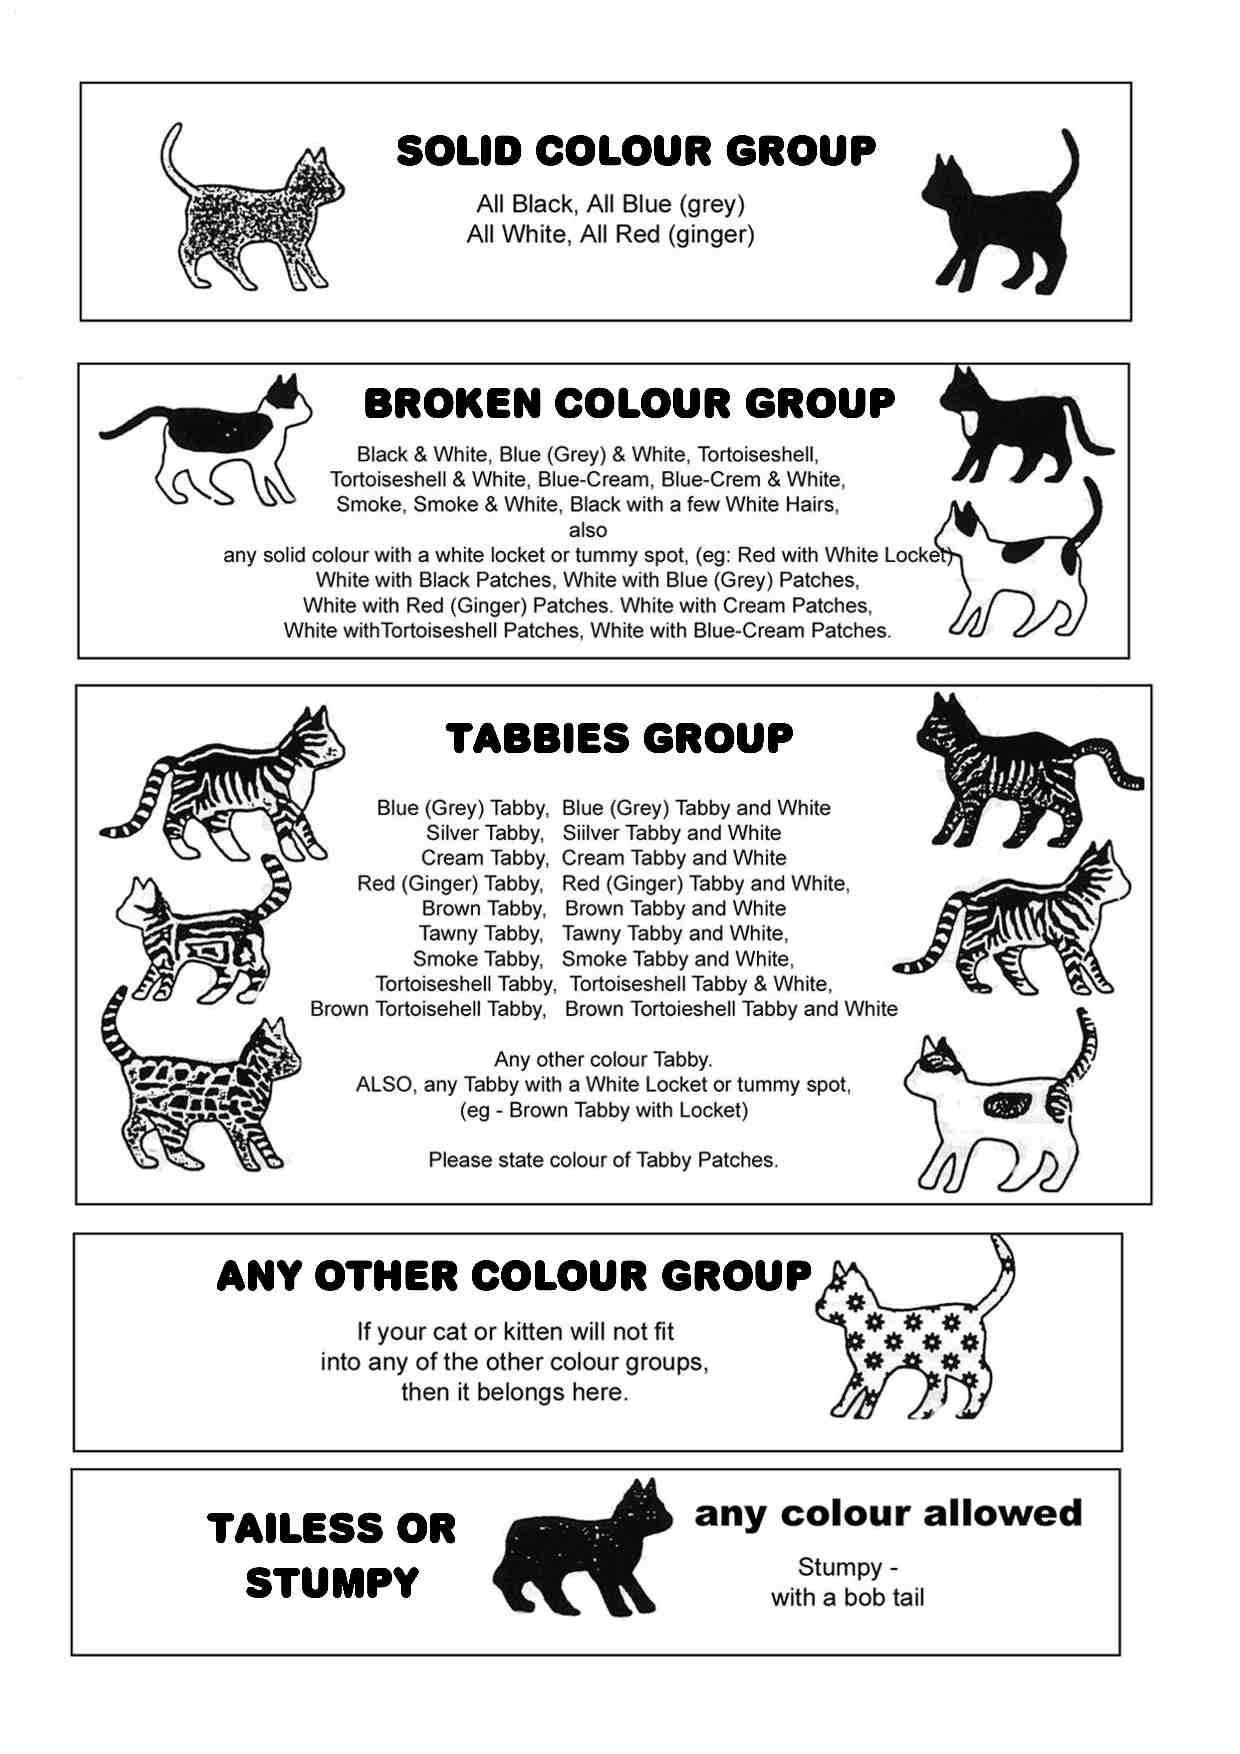 SOLID COLOUR GROUP
All Black, All Blue (grey)
All White, All Red (ginger)
BROKEN COLOUR GROUP
Black & White, Blue (Grey) & White, Tortoiseshell,
Tortoiseshell & White, Blue-Cream, Blue-Crem & White,
Smoke, Smoke & White, Black with a few White Hairs,
also
any solid colour with a white locket or tummy spot, (eg: Red with White Locket)
White with Black Patches, White with Blue (Grey) Patches,
White with Red (Ginger) Patches. White with Cream Patches,
White withTortoiseshell Patches, White with Blue-Cream Patches.
TABBIES GROUP
Blue (Grey) Tabby, Blue (Grey) Tabby and White
Silver Tabby, Siilver Tabby and White
Cream Tabby, Cream Tabby and White
Red (Ginger) Tabby, Red (Ginger) Tabby and White,
Brown Tabby, Brown Tabby and White
Tawny Tabby, Tawny Tabby and White,
Smoke Tabby, Smoke Tabby and White,
Tortoiseshell Tabby, Tortoiseshell Tabby & White,
Brown Tortoisehell Tabby, Brown Tortoieshell Tabby and White
Any other colour Tabby.
ALSO, any Tabby with a White Locket or tummy spot,
(eg - Brown Tabby with Locket)
Please state colour of Tabby Patches.
ANY OTHER COLOUR GROUP
If your cat or kitten will not fit
into any of the other colour groups,
then it belongs here.
TAILESS OR
STUMPY
any colour allowed
Stumpy -
with a bob tail